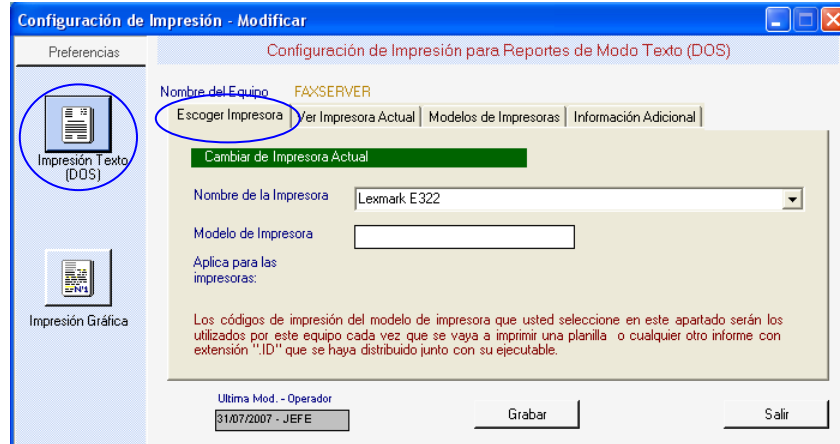 Configuración de Impresión - Modificar
Preferencias
Configuración de Impresión para Reportes de Modo Texto (DOS)
Nombre del Equipo FAXSERVER
Escoger Impresora Ver Impresora Actual Modelos de Impresoras Información Adicional
Impresión Texto
(DOS)
Cambiar de Impresora Actual
Nombre de la Impresora Lexmark E322
Modelo de Impresora
Aplica para las
impresoras:
Nº1
Impresión Gráfica
Los códigos de impresión del modelo de impresora que usted seleccione en este apartado serán los
utilizados por este equipo cada vez que se vaya a imprimir una planilla o cualquier otro informe con
extensión ".ID" que se haya distribuido junto con su ejecutable.
Ultima Mod. - Operador
31/07/2007 - JEFE
Grabar
Salir